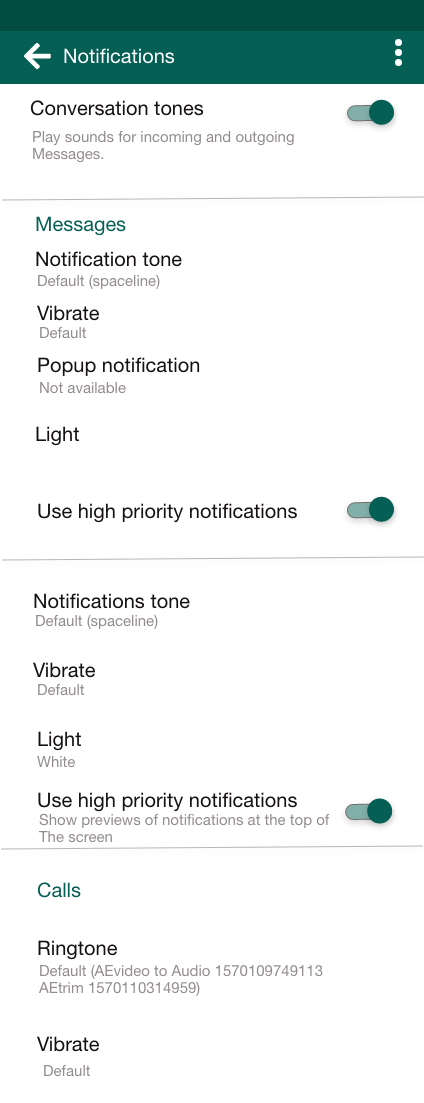 Notifications
Conversation tones
Play sounds for incoming and outgoing
Messages.
Messages
Notification tone
Default (spaceline)
Vibrate
Default
Popup notification
Not available
Light
Use high priority notifications
Notifications tone
Default (spaceline)
Vibrate
Default
Light
White
Use high priority notifications
Show previews of notifications at the top of
The screen
Calls
Ringtone
Default (AEvideo to Audio 1570109749113
AEtrim 1570110314959)
Vibrate
Default